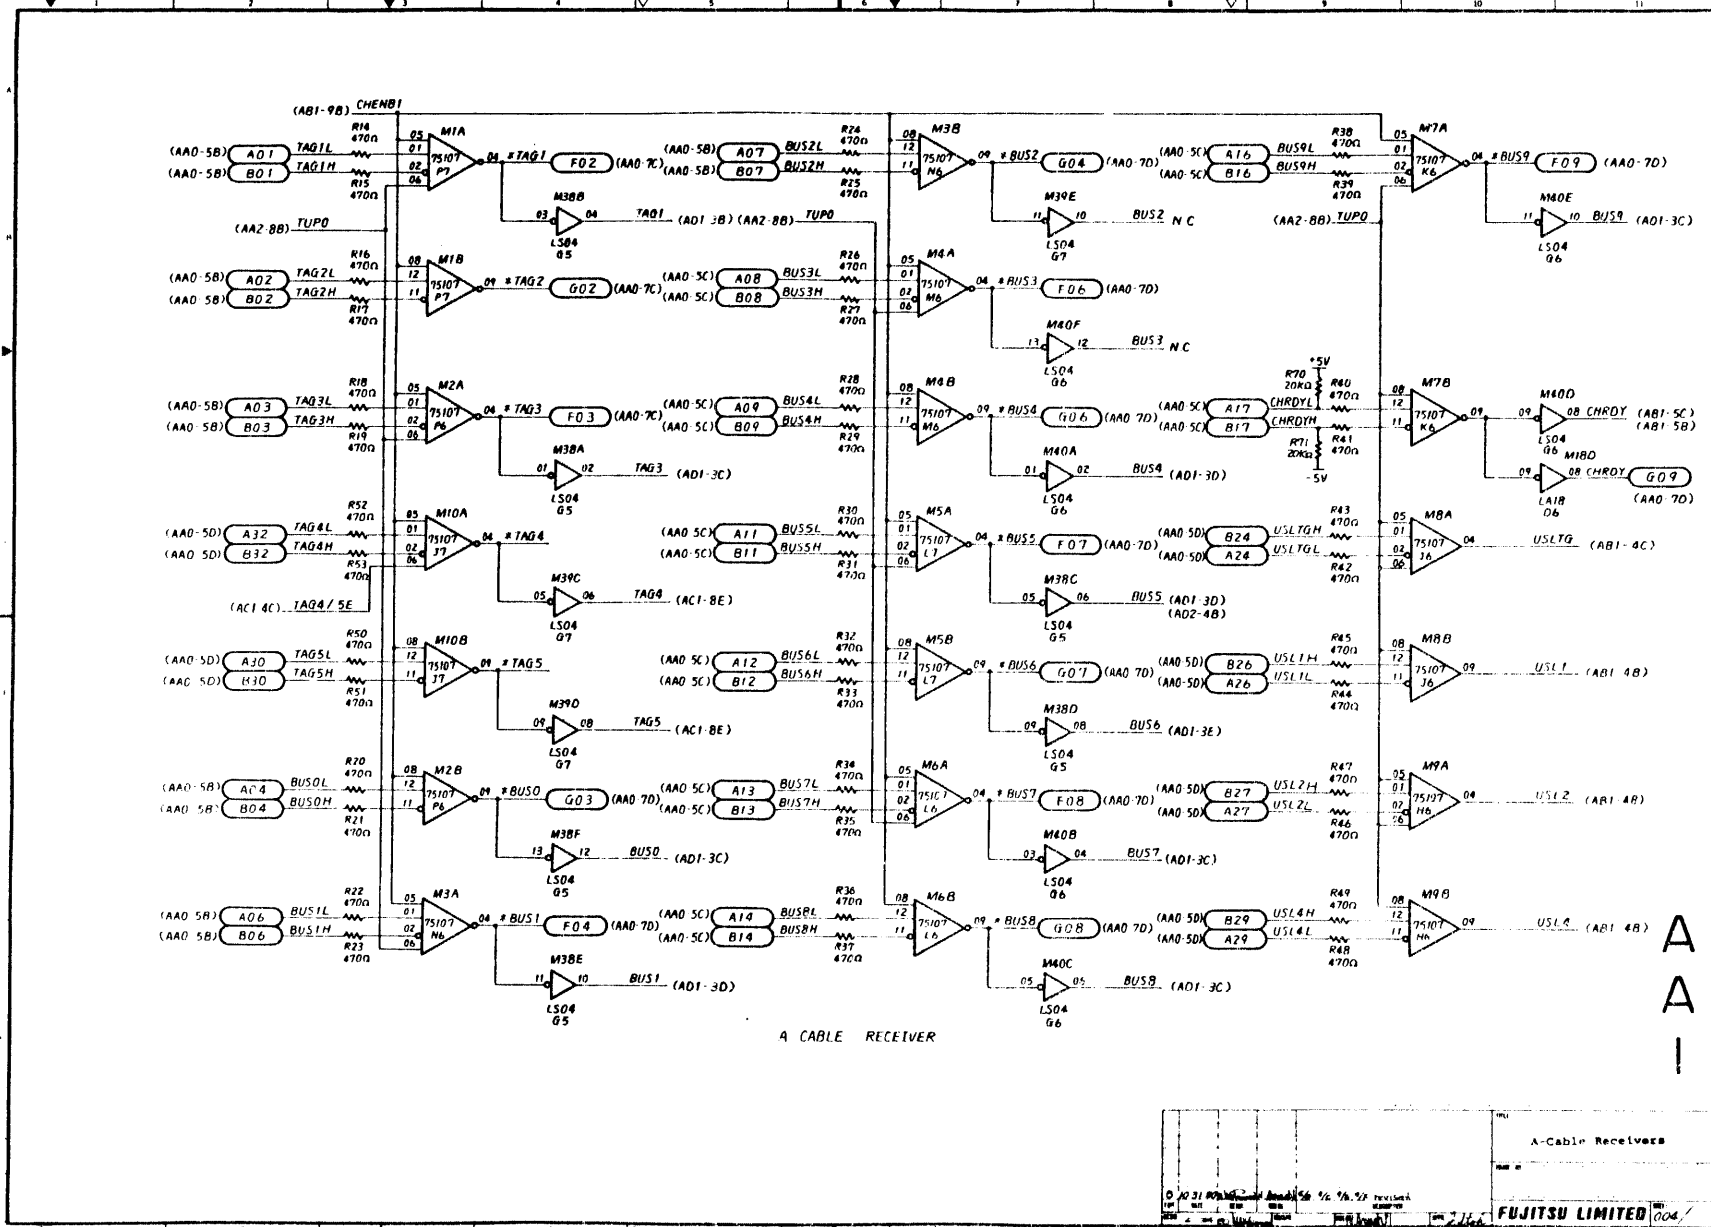 (AB1-9B) CHENB1
R14 470Ω M1A
(AA0-5B) A01 TAG1L 05 01 04 *TAG1 F02 (AA0-7C)
(AA0-5B) B01 TAG1H 02 06 75107 P7
R15 470Ω
M38B 03 04 TAG1 (AD1-3B)
LS04 G5
(AA2-8B) TUP0
R16 470Ω M1B
(AA0-5B) A02 TAG2L 08 12 09 *TAG2 G02 (AA0-7C)
(AA0-5B) B02 TAG2H 11 75107 P7
R17 470Ω
R18 470Ω M2A
(AA0-5B) A03 TAG3L 05 01 04 *TAG3 F03 (AA0-7C)
(AA0-5B) B03 TAG3H 02 06 75107 P6
R19 470Ω
M38A 01 02 TAG3 (AD1-3C)
LS04 G5
R52 470Ω M10A
(AA0-5D) A32 TAG4L 05 01 04 *TAG4
(AA0 5D) B32 TAG4H 02 06 75107 J7
R53 470Ω
M39C 05 06 TAG4 (AC1-8E)
LS04 G7
(AC1 4C) TAG4/5E
R50 470Ω M10B
(AA0-5D) A30 TAG5L 08 12 09 *TAG5
B30 TAG5H 11 75107 J7
R51 470Ω
M39D 09 08 TAG5 (AC1-8E)
LS04 G7
R20 470Ω M2B
(AA0-5B) A04 BUS0L 08 12 09 *BUS0 G03 (AA0-7D)
(AA0 5B) B04 BUS0H 11 75107 P6
R21 470Ω
M38F 13 12 BUS0 (AD1-3C)
LS04 G5
R22 470Ω M3A
(AA0 5B) A06 BUS1L 05 01 04 *BUS1 F04 (AA0-7D)
(AA0-5B) B06 BUS1H 02 06 75107 N6
R23 470Ω
M38E 11 10 BUS1 (AD1-3D)
LS04 G5
R24 470Ω M3B
(AA0-5B) A07 BUS2L 08 12 09 *BUS2 G04 (AA0-7D)
(AA0-5B) B07 BUS2H 11 75107 N6
R25 470Ω
M39E 11 10 BUS2 NC
LS04 G7
(AA2-8B) TUP0
R26 470Ω M4A
(AA0-5C) A08 BUS3L 05 01 04 *BUS3 F06 (AA0-7D)
(AA0-5C) B08 BUS3H 02 06 75107 M6
R27 470Ω
M40F 13 12 BUS3 NC
LS04 G6
R28 470Ω M4B
(AA0-5C) A09 BUS4L 08 12 09 *BUS4 G06 (AA0 7D)
(AA0-5C) B09 BUS4H 11 75107 M6
R29 470Ω
M40A 01 02 BUS4 (AD1-3D)
LS04 G6
R30 470Ω M5A
(AA0 5C) A11 BUS5L 05 01 04 *BUS5 F07 (AA0-7D)
(AA0-5C) B11 BUS5H 02 06 75107 L7
R31 470Ω
M38C 05 06 BUS5 (AD1-3D)
(AD2-4B)
LS04 G5
R32 470Ω M5B
(AA0 5C) A12 BUS6L 08 12 09 *BUS6 G07 (AA0 7D)
(AA0 5C) B12 BUS6H 11 75107 L7
R33 470Ω
M38D 09 08 BUS6 (AD1-3E)
LS04 G5
R34 470Ω M6A
(AA0 5C) A13 BUS7L 05 01 04 *BUS7 F08 (AA0-7D)
(AA0-5C) B13 BUS7H 02 06 75107 L6
R35 470Ω
M40B 03 04 BUS7 (AD1-3C)
LS04 G6
R36 470Ω M6B
(AA0 5C) A14 BUS8L 08 12 09 *BUS8 G08 (AA0 7D)
(AA0-5C) B14 BUS8H 11 75107 L6
R37 470Ω
M40C 05 06 BUS8 (AD1-3C)
LS04 G6
R38 470Ω M7A
(AA0-5C) A16 BUS9L 05 01 04 *BUS9 F09 (AA0-7D)
(AA0-5C) B16 BUS9H 02 06 75107 K6
R39 470Ω
M40E 11 10 BUS9 (AD1-3C)
LS04 G6
(AA2-8B) TUP0
+5V
R70 20KΩ R40 470Ω M7B M40D
(AA0-5C) A17 CHRDYL 08 12 09 09 08 CHRDY (AB1-5C)
(AA0-5C) B17 CHRDYH 11 75107 K6 LS04 G6 (AB1-5B)
R71 20KΩ R41 470Ω
-5V
M18D 09 08 CHRDY G09
LA18 D6 (AA0-7D)
R43 470Ω M8A
(AA0-5D) B24 USLTGH 05 01 04 USLTG (AB1-4C)
(AA0-5D) A24 USLTGL 02 06 75107 J6
R42 470Ω
R45 470Ω M8B
(AA0-5D) B26 USL1H 08 12 09 USL1 (AB1 4B)
(AA0-5D) A26 USL1L 11 75107 J6
R44 470Ω
R47 470Ω M9A
(AA0-5D) B27 USL2H 05 01 04 USL2 (AB1-4B)
(AA0-5D) A27 USL2L 02 06 75107 H6
R46 470Ω
R49 470Ω M9B
(AA0-5D) B29 USL4H 08 12 09 USL4 (AB1 4B)
(AA0-5D) A29 USL4L 11 75107 H6
R48 470Ω
A CABLE RECEIVER
A A 1
A-Cable Receivers
FUJITSU LIMITED 004/